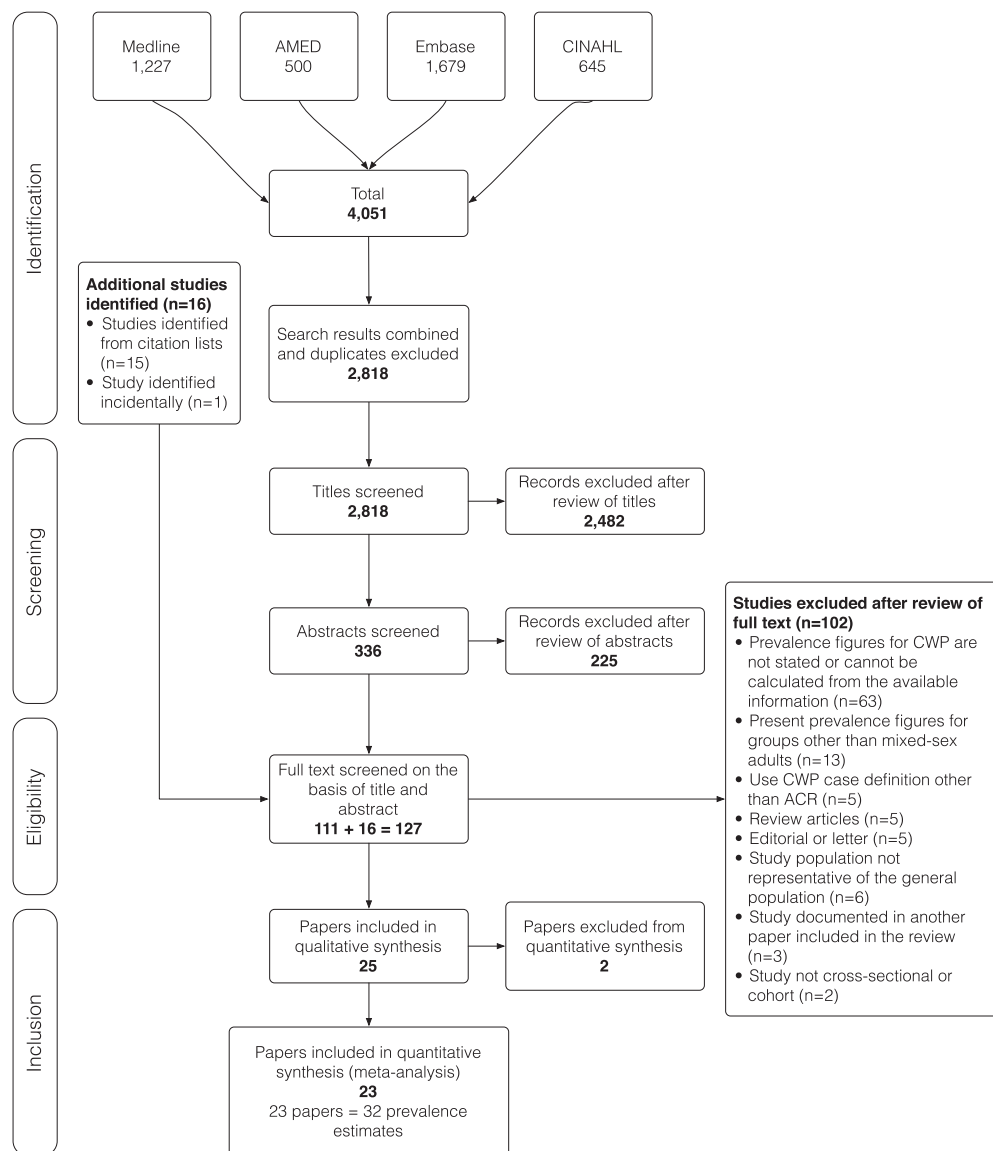 Identification
Medline
1,227
AMED
500
Embase
1,679
CINAHL
645
Total
4,051
Additional studies
identified (n=16)
• Studies identified
from citation lists
(n=15)
• Study identified
incidentally (n=1)
Search results combined
and duplicates excluded
2,818
Screening
Titles screened
2,818
Records excluded after
review of titles
2,482
Abstracts screened
336
Records excluded after
review of abstracts
225
Eligibility
Full text screened on the
basis of title and
abstract
111 + 16 = 127
Studies excluded after review of
full text (n=102)
• Prevalence figures for CWP are
not stated or cannot be
calculated from the available
information (n=63)
• Present prevalence figures for
groups other than mixed-sex
adults (n=13)
• Use CWP case definition other
than ACR (n=5)
• Review articles (n=5)
• Editorial or letter (n=5)
• Study population not
representative of the general
population (n=6)
• Study documented in another
paper included in the review
(n=3)
• Study not cross-sectional or
cohort (n=2)
Inclusion
Papers included in
qualitative synthesis
25
Papers excluded from
quantitative synthesis
2
Papers included in quantitative
synthesis (meta-analysis)
23
23 papers = 32 prevalence
estimates